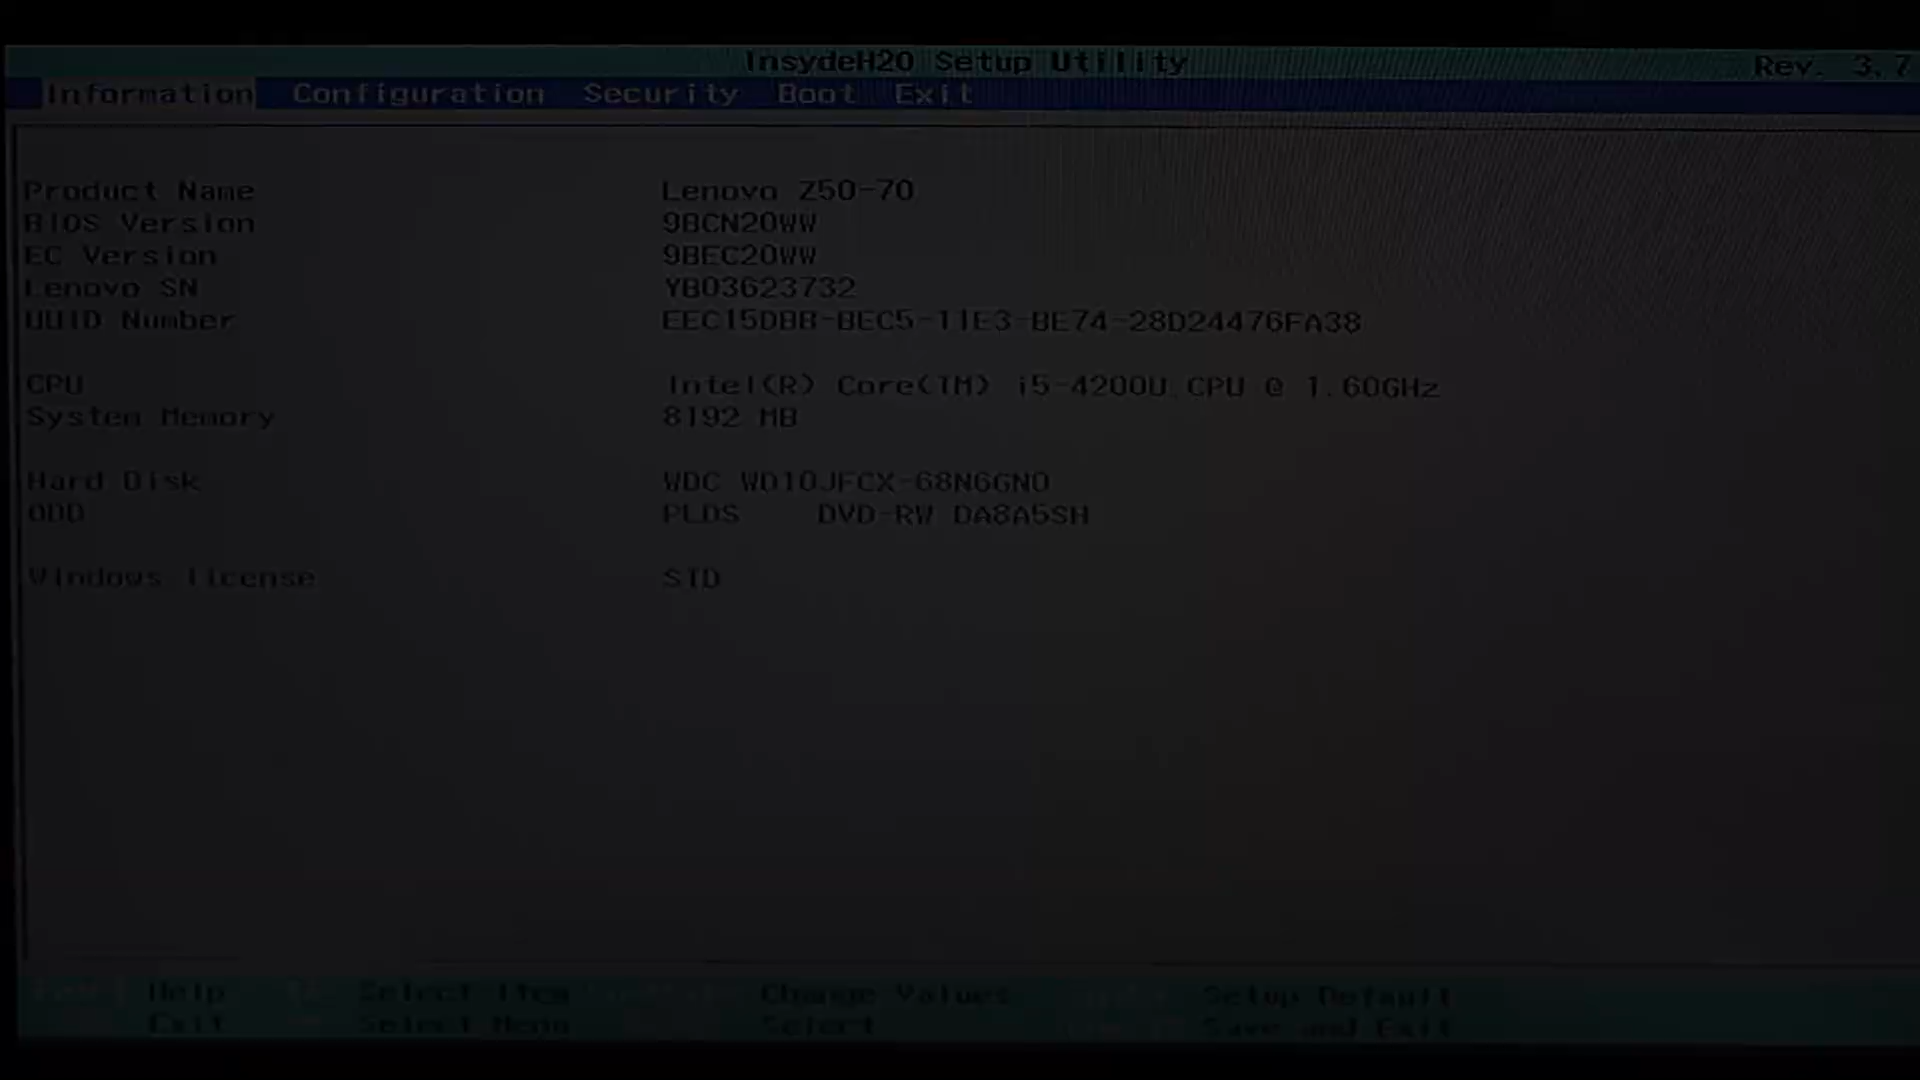 InsydeH20 Setup Utility Rev. 3.7
Information Configuration Security Boot Exit
Product Name Lenovo Z50-70
BIOS Version 9BCN20WW
EC Version 9BEC20WW
Lenovo SN YB03623732
UUID Number EEC15DBB-BEC5-11E3-BE74-28D24476FA38
CPU Intel(R) Core(TM) i5-4200U CPU @ 1.60GHz
System Memory 8192 MB
Hard Disk WDC WD10JFCX-68N6GN0
ODD PLDS DVD-RW DA8A5SH
Windows license STD
Help Select Item Change Values Setup Default
Exit Select Menu Select Save and Exit